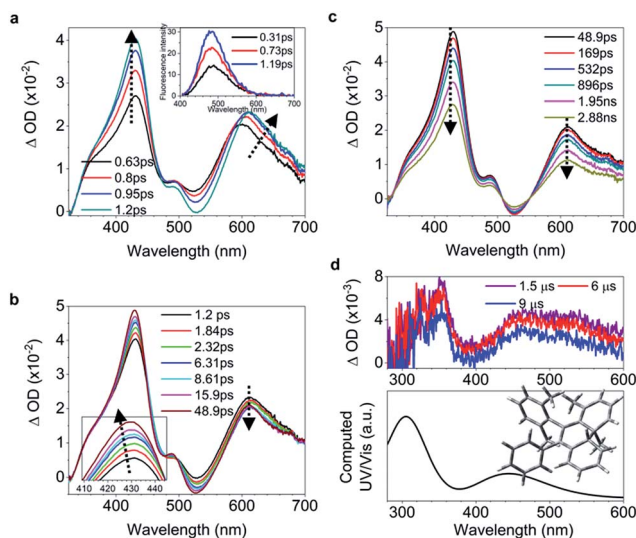 a
Δ OD (x10⁻²)
4
3
2
1
0
400 500 600 700
Wavelength (nm)
0.63ps
0.8ps
0.95ps
1.2ps
Fluorescence intensity
30
20
10
0
400 500 600 700
Wavelength (nm)
0.31ps
0.73ps
1.19ps
b
Δ OD (x10⁻²)
5
4
3
2
1
0
400 500 600 700
Wavelength (nm)
1.2 ps
1.84ps
2.32ps
6.31ps
8.61ps
15.9ps
48.9ps
410 420 430 440
c
Δ OD (x10⁻²)
5
4
3
2
1
0
400 500 600 700
Wavelength (nm)
48.9ps
169ps
532ps
896ps
1.95ns
2.88ns
d
Δ OD (x10⁻³)
8
4
0
300 400 500 600
1.5 μs
6 μs
9 μs
Computed
UV/Vis (a.u.)
300 400 500 600
Wavelength (nm)